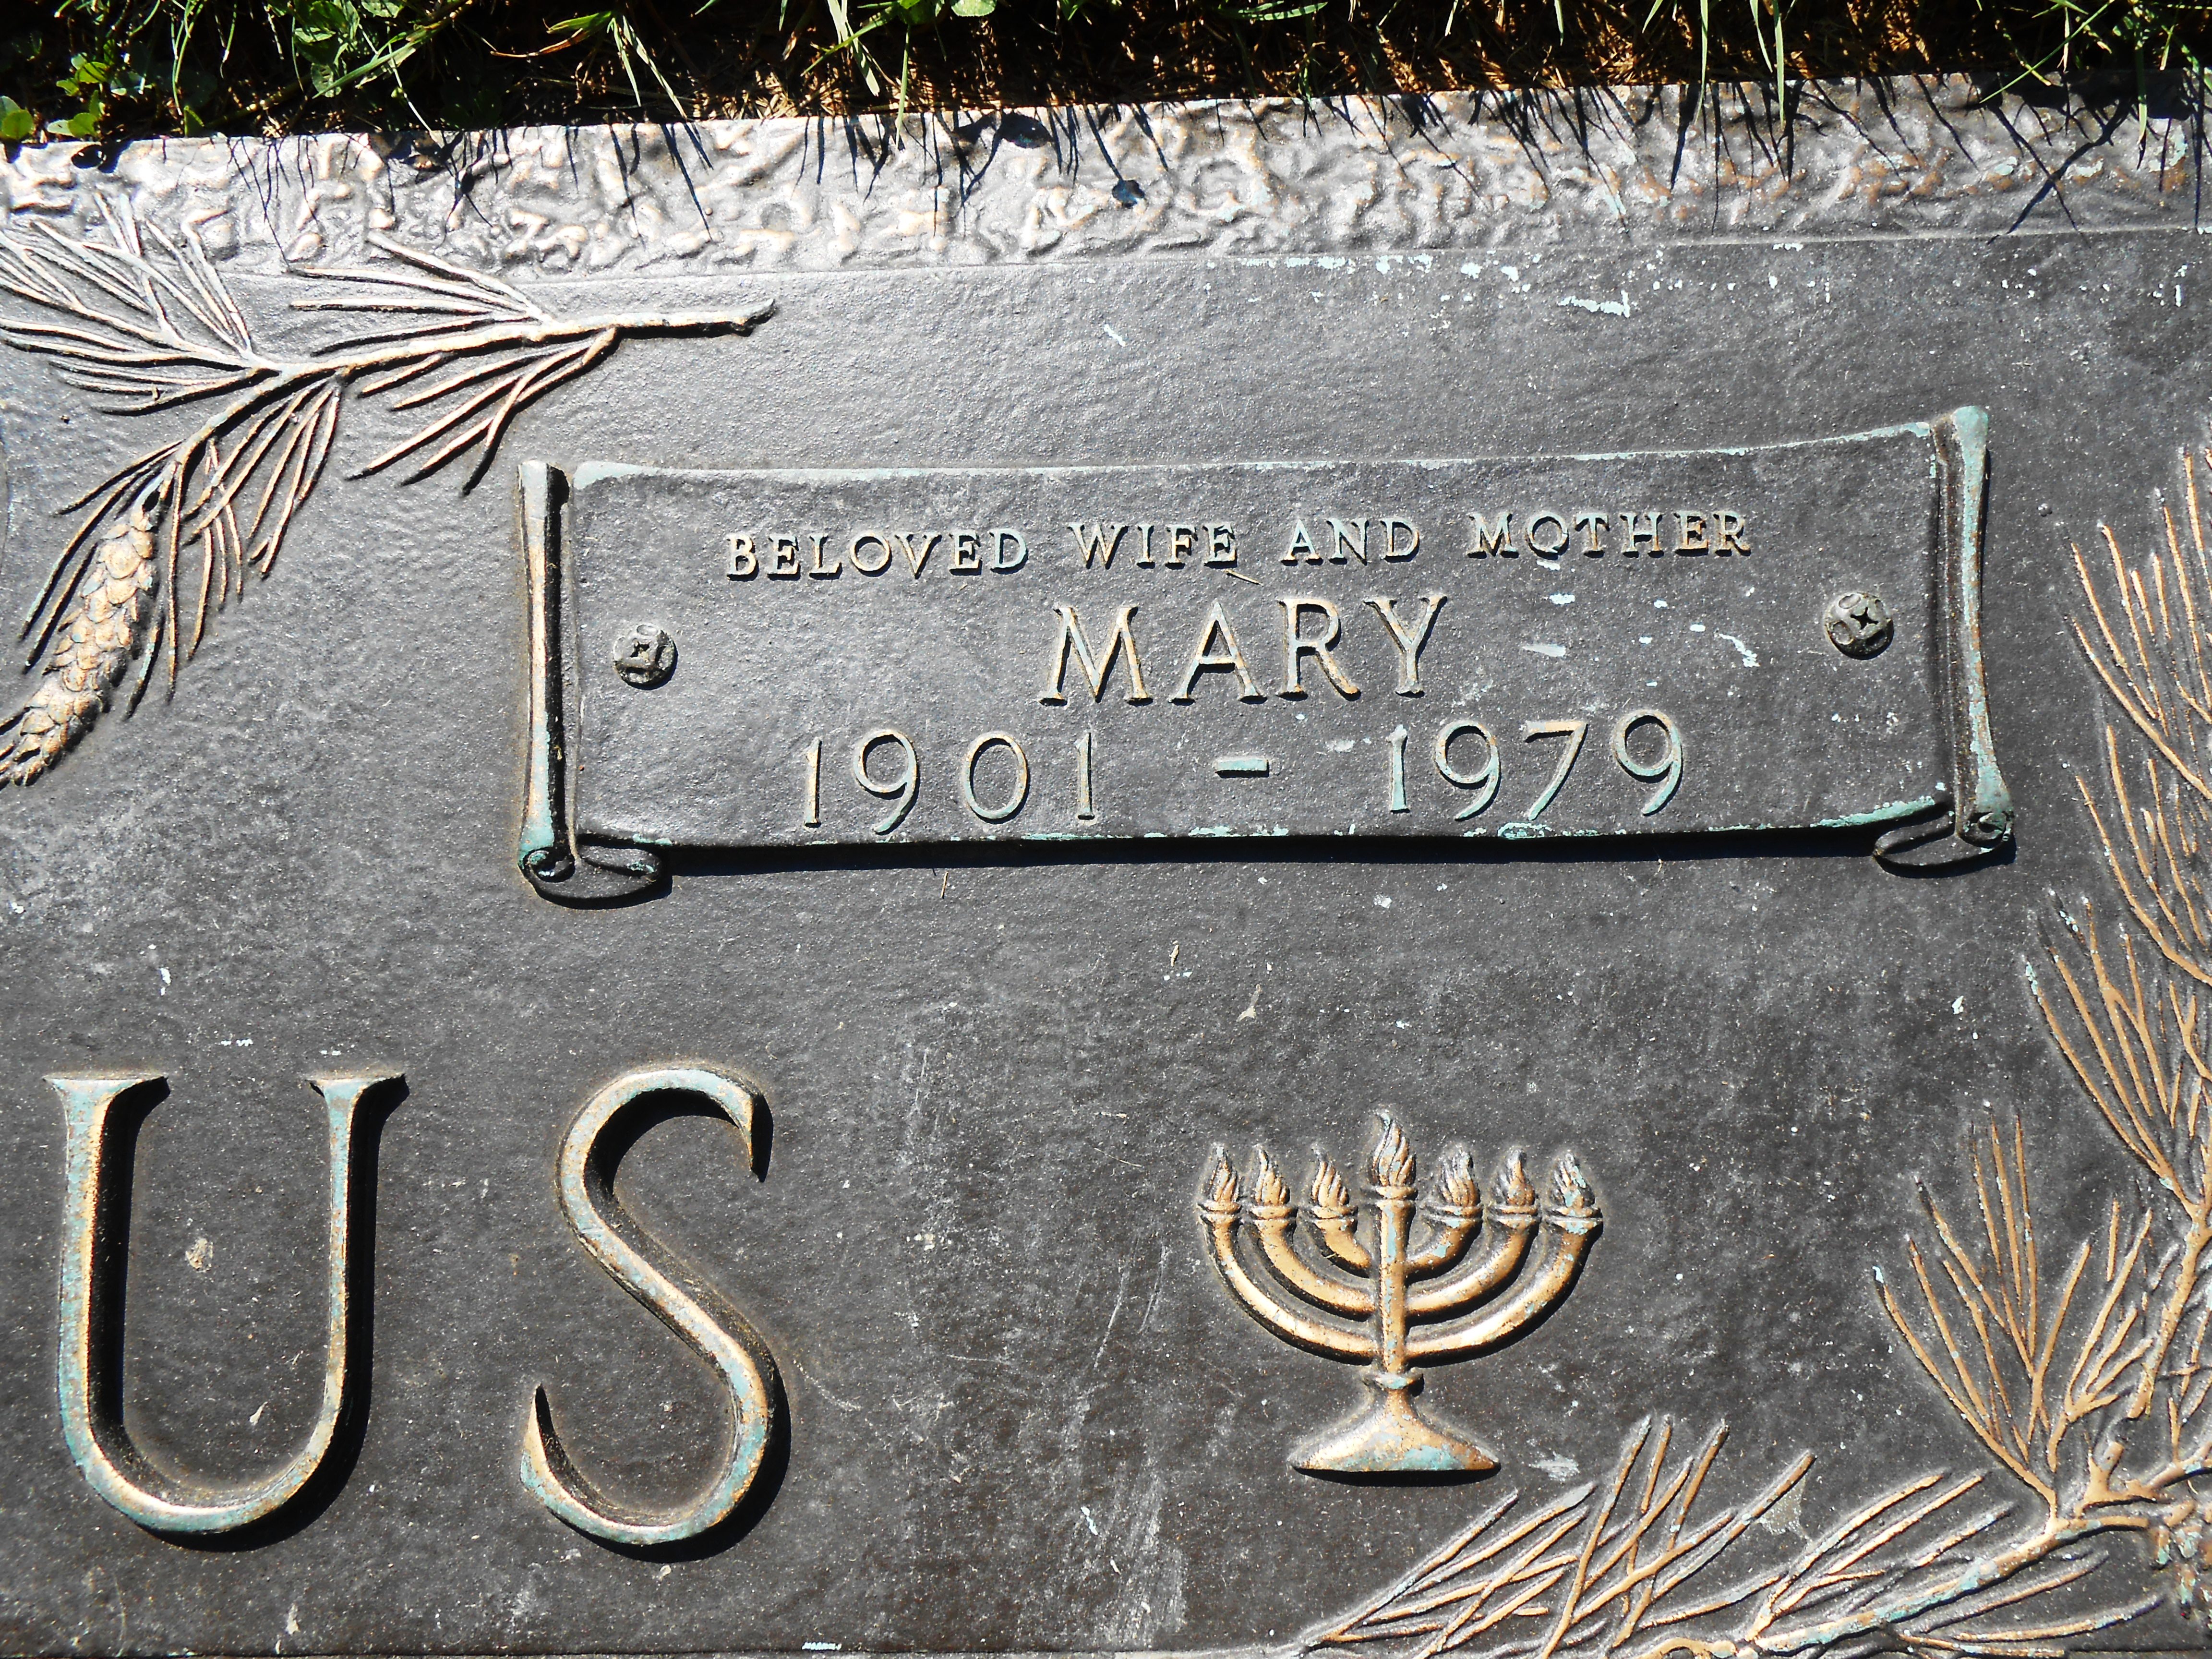 BELOVED WIFE AND MOTHER
MARY
1901 - 1979
US